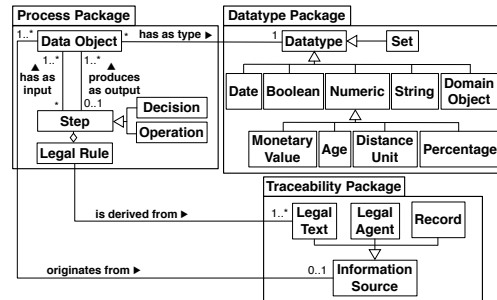 Process Package
Datatype Package
1..*
Data Object
*
has as type ►
1
Datatype
Set
1..*
1..*
▲
▲
has as
input
produces
as output
Date
Boolean
Numeric
String
Domain
Object
*
0..1
Decision
Step
Operation
Monetary
Value
Age
Distance
Unit
Percentage
Legal Rule
Traceability Package
is derived from ►
1..*
Legal
Text
Legal
Agent
Record
originates from ►
0..1
Information
Source